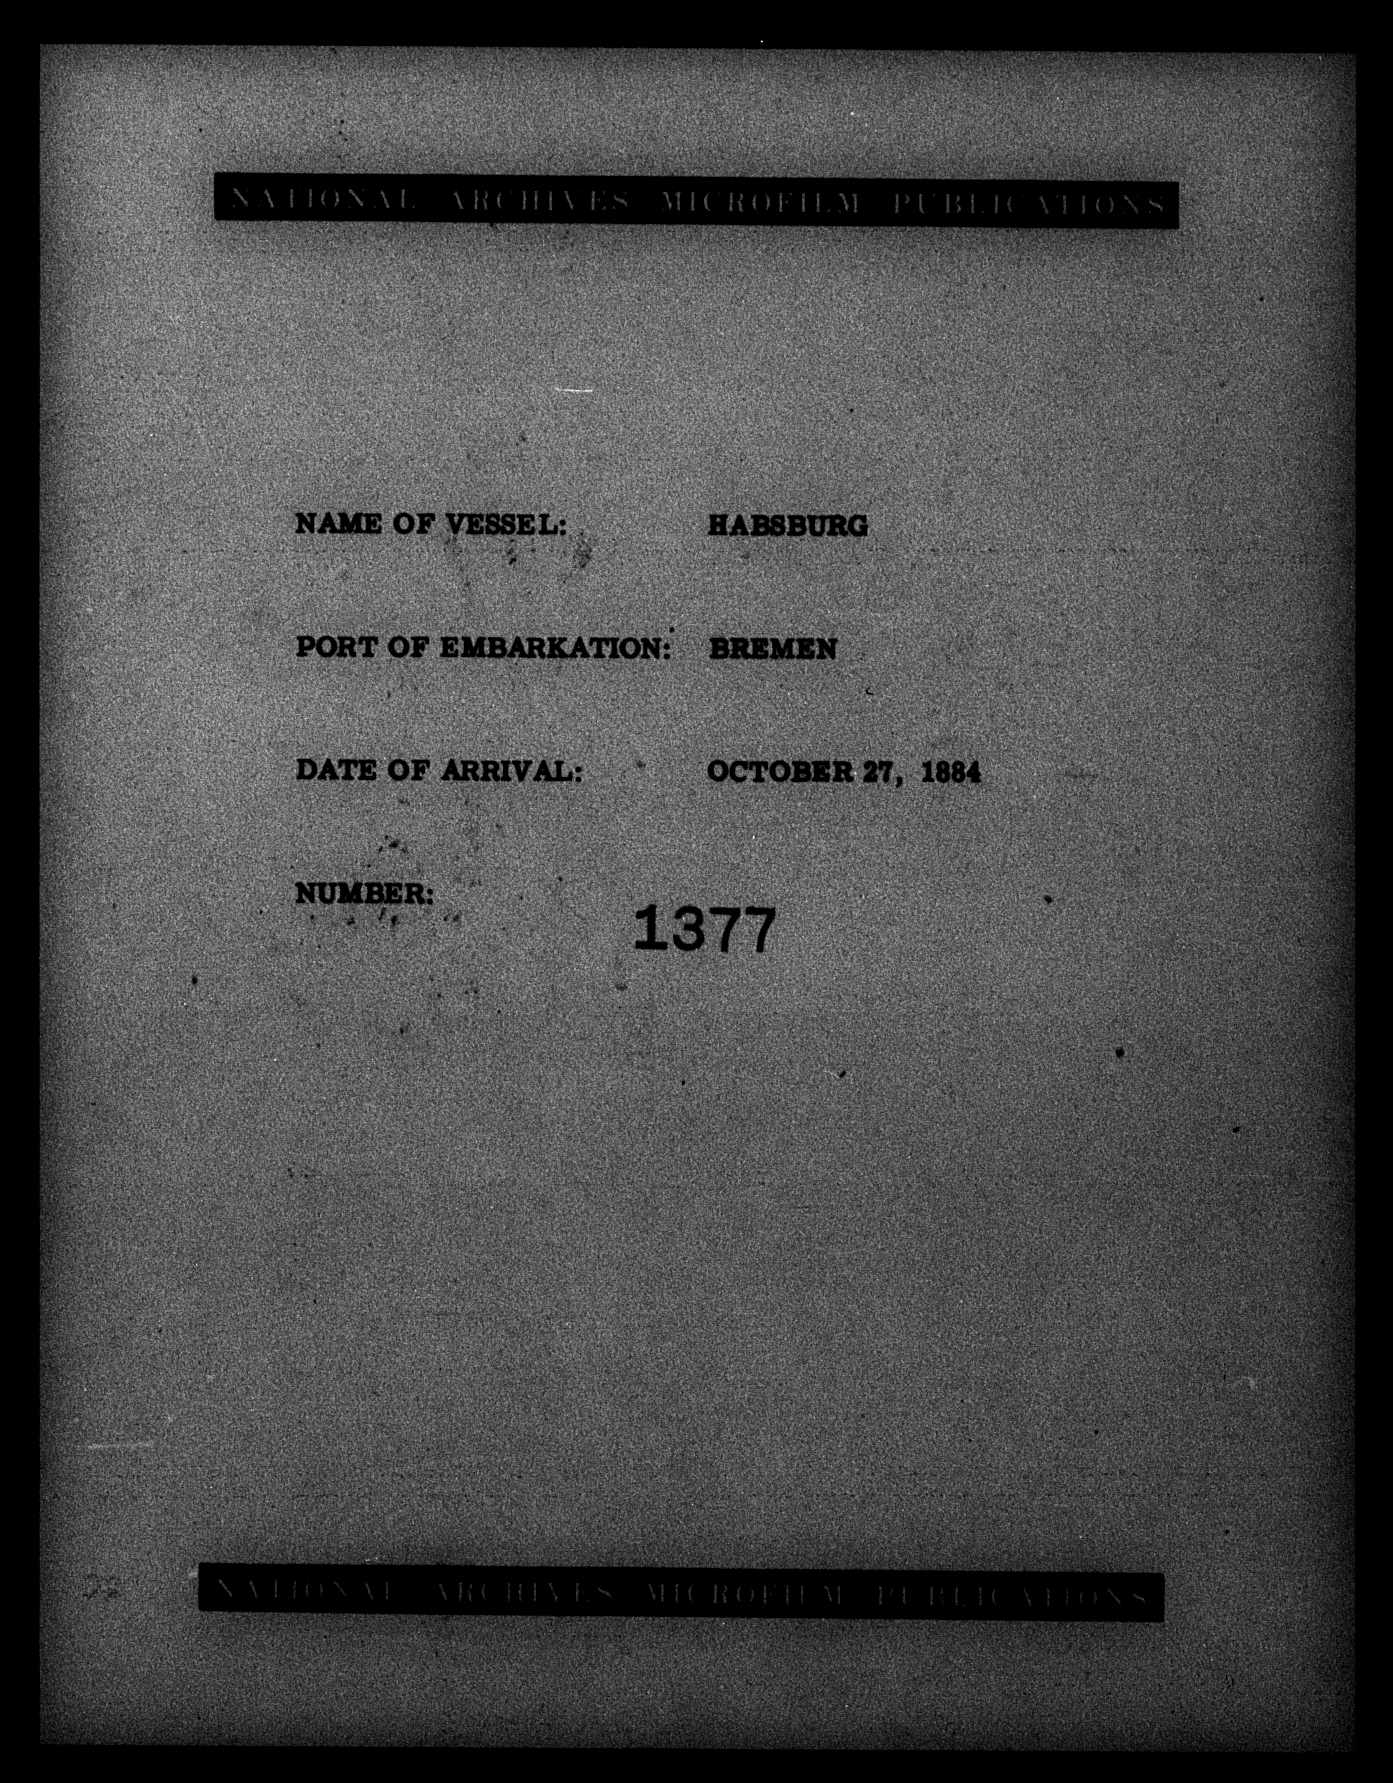 NATIONAL ARCHIVES MICROFILM PUBLICATIONS
NAME OF VESSEL: HABSBURG
PORT OF EMBARKATION: BREMEN
DATE OF ARRIVAL: OCTOBER 27, 1884
NUMBER: 1377
NATIONAL ARCHIVES MICROFILM PUBLICATIONS